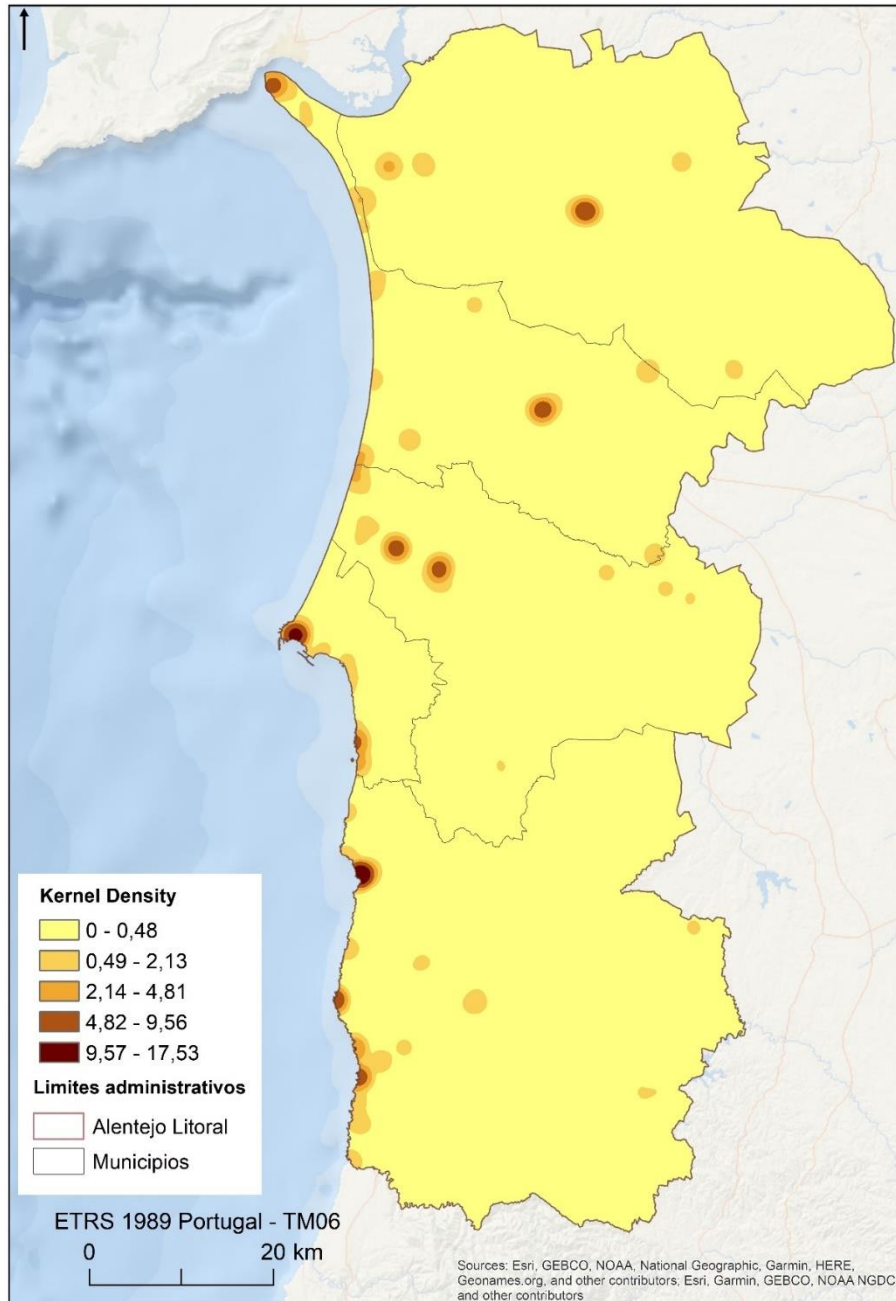 Kernel Density
0 - 0,48
0,49 - 2,13
2,14 - 4,81
4,82 - 9,56
9,57 - 17,53
Limites administrativos
Alentejo Litoral
Municipios
ETRS 1989 Portugal - TM06
0 20 km
Sources: Esri, GEBCO, NOAA, National Geographic, Garmin, HERE,
Geonames.org, and other contributors; Esri, Garmin, GEBCO, NOAA NGDC,
and other contributors